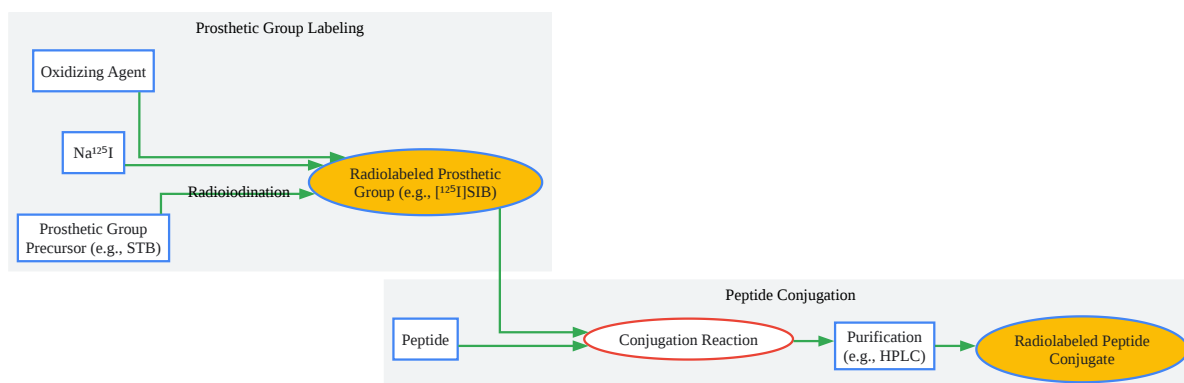 Prosthetic Group Labeling
Oxidizing Agent
Na¹²⁵I
Radioiodination
Prosthetic Group
Precursor (e.g., STB)
Radiolabeled Prosthetic
Group (e.g., [¹²⁵I]SIB)
Peptide Conjugation
Peptide
Conjugation Reaction
Purification
(e.g., HPLC)
Radiolabeled Peptide
Conjugate